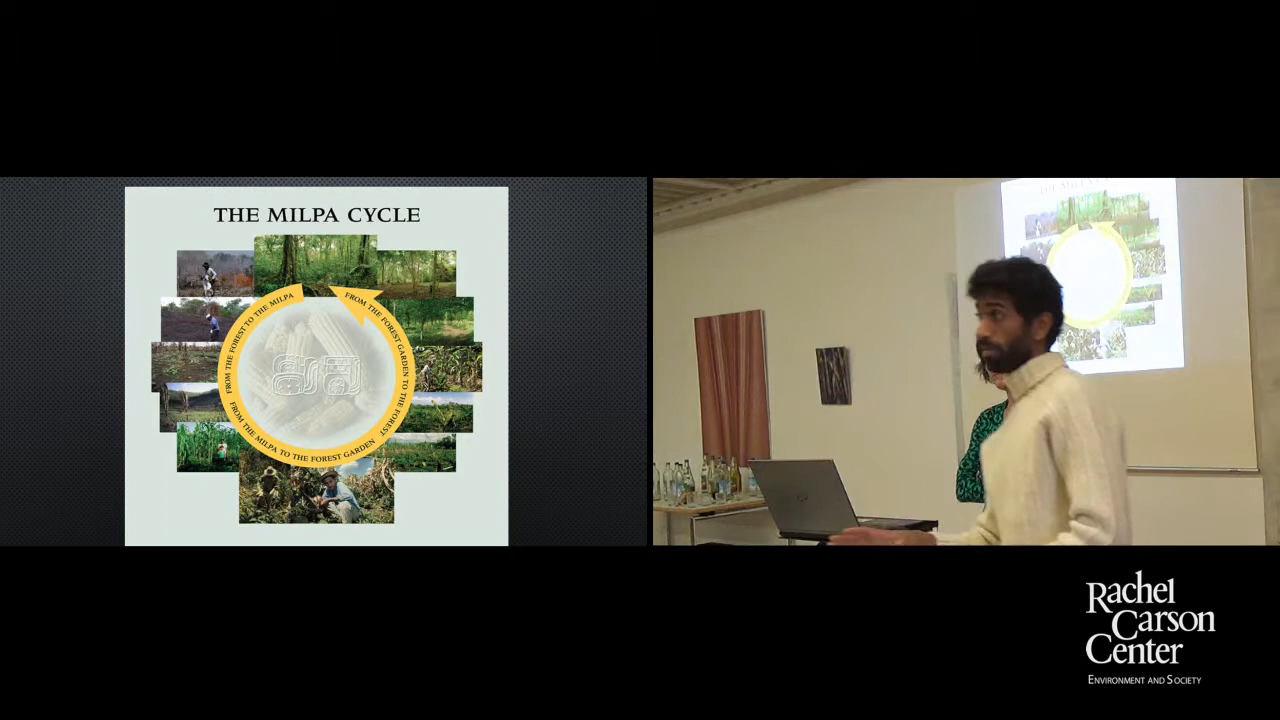 THE MILPA CYCLE
FROM THE FOREST TO THE MILPA
FROM THE MILPA TO THE FOREST GARDEN
FROM THE FOREST GARDEN TO THE FOREST
Rachel
Carson
Center
ENVIRONMENT AND SOCIETY